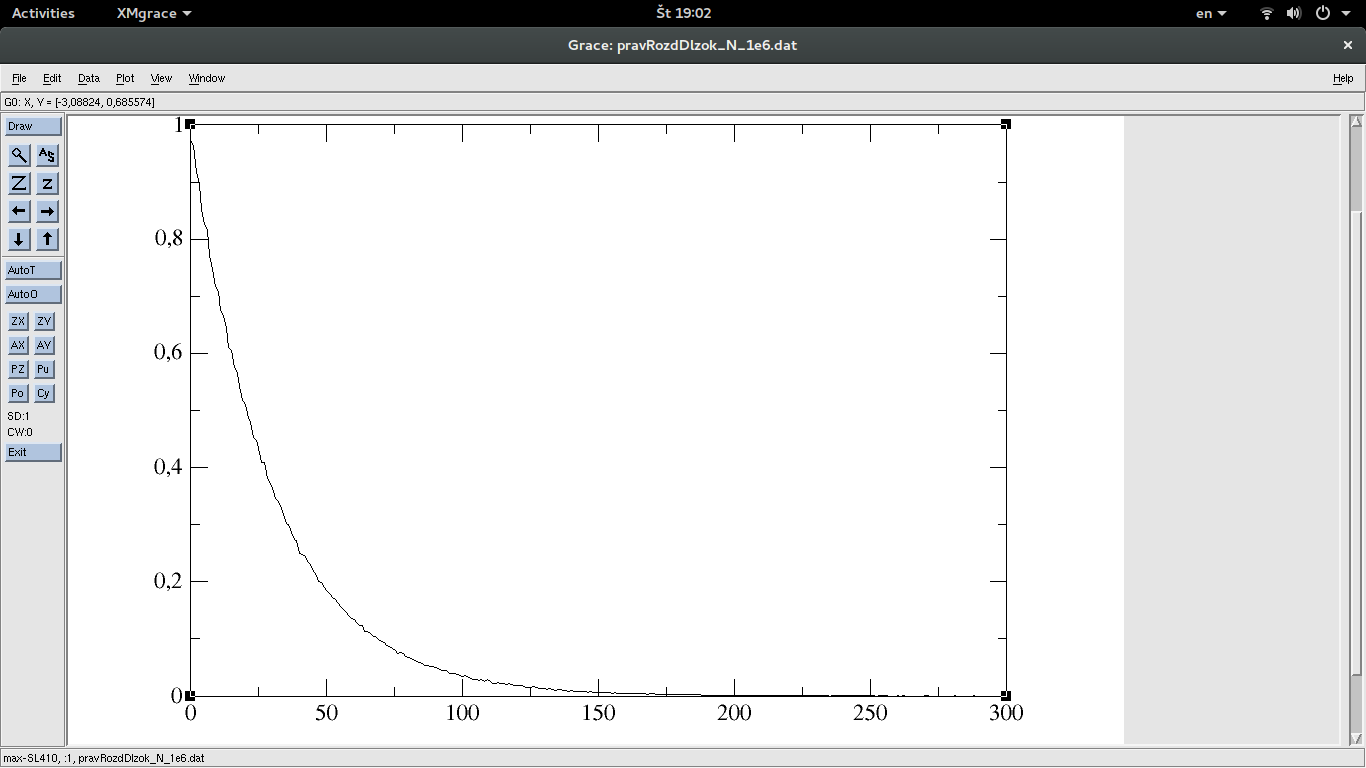 Activities XMgrace Št 19:02 en
Grace: pravRozdDlzok_N_1e6.dat
File Edit Data Plot View Window Help
G0: X, Y = [-3,08824, 0,685574]
Draw
AS
Z z
AutoT
AutoO
ZX ZY
AX AY
PZ Pu
Po Cy
SD:1
CW:0
Exit
1
0,8
0,6
0,4
0,2
0
0 50 100 150 200 250 300
max-SL410, :1, pravRozdDlzok_N_1e6.dat